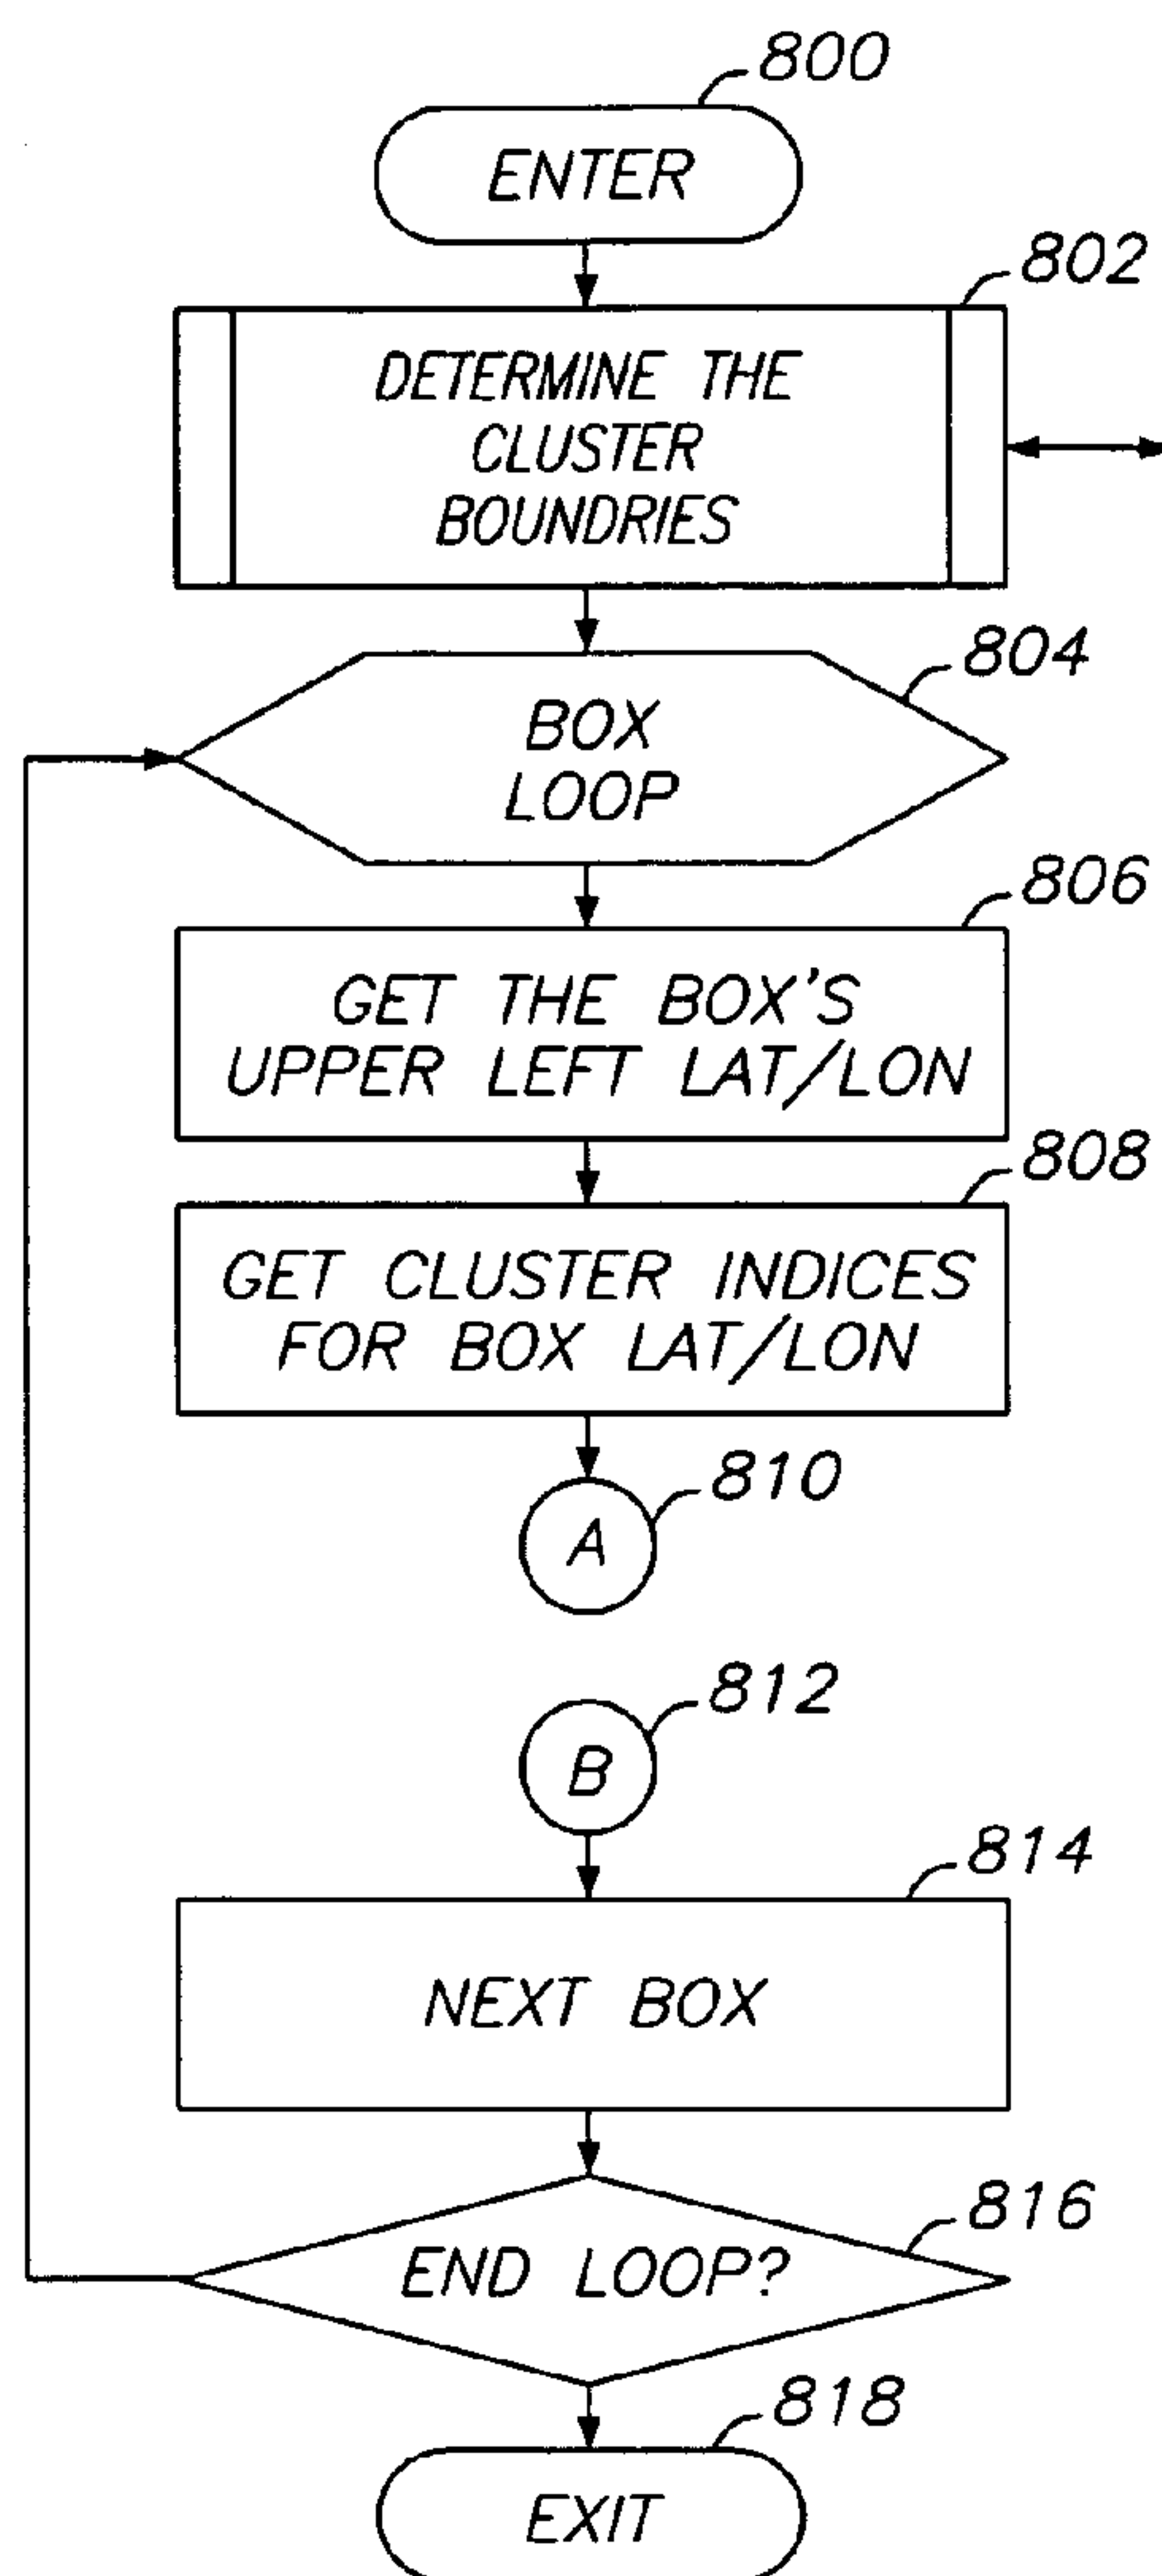 800
ENTER
802
DETERMINE THE
CLUSTER
BOUNDRIES
804
BOX
LOOP
806
GET THE BOX'S
UPPER LEFT LAT/LON
808
GET CLUSTER INDICES
FOR BOX LAT/LON
810
A
812
B
814
NEXT BOX
816
END LOOP?
818
EXIT